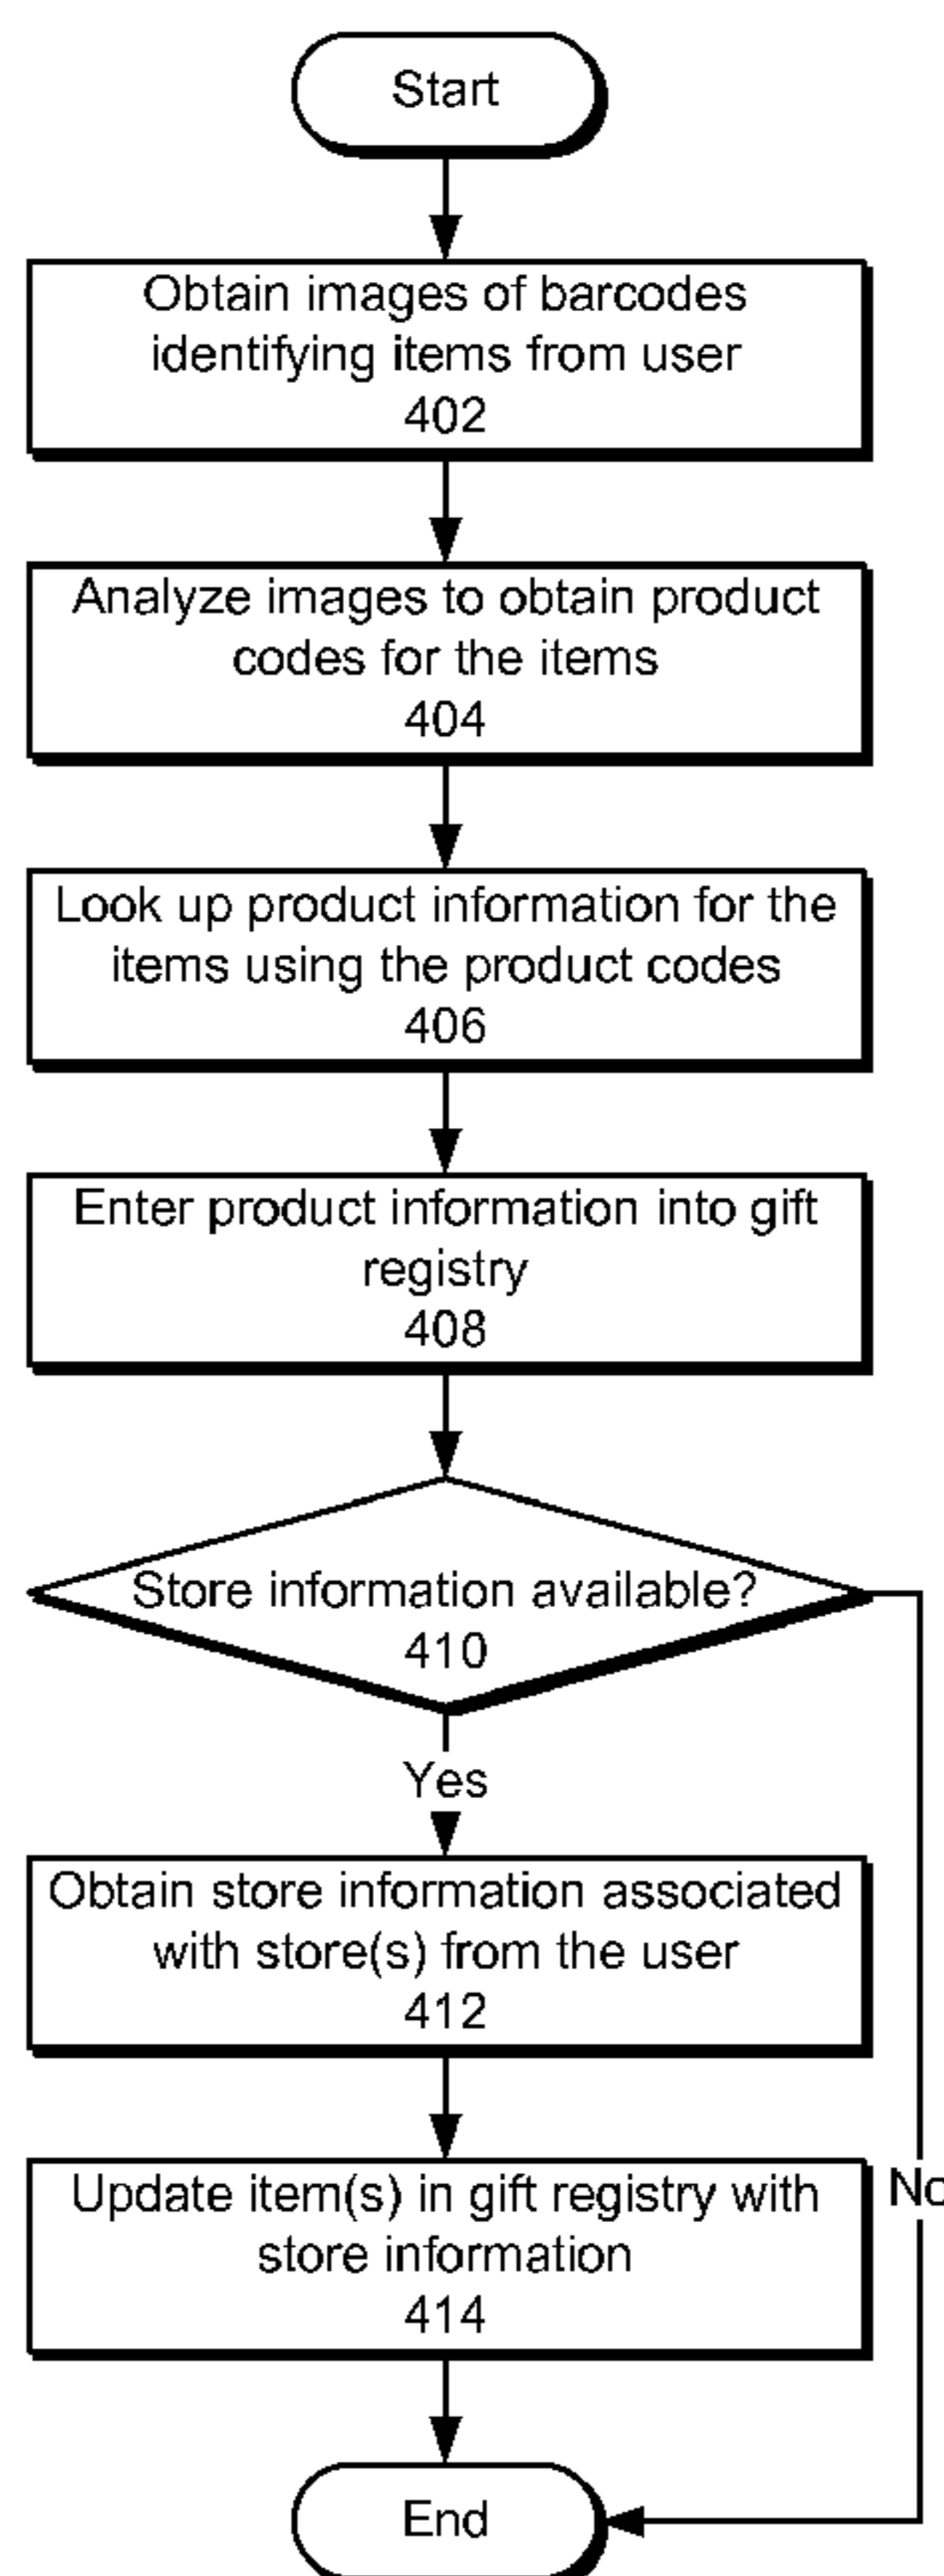 Start
Obtain images of barcodes
identifying items from user
402
Analyze images to obtain product
codes for the items
404
Look up product information for the
items using the product codes
406
Enter product information into gift
registry
408
Store information available?
410
Yes
Obtain store information associated
with store(s) from the user
412
Update item(s) in gift registry with
store information
414
No
End